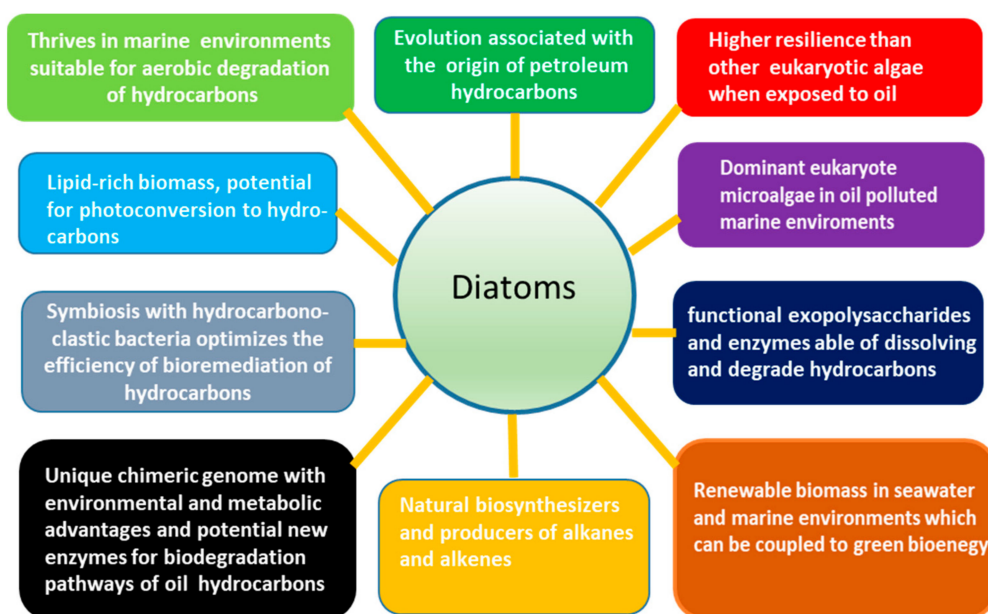 Thrives in marine environments
suitable for aerobic degradation
of hydrocarbons
Evolution associated with
the origin of petroleum
hydrocarbons
Higher resilience than
other eukaryotic algae
when exposed to oil
Lipid-rich biomass, potential
for photoconversion to hydro-
carbons
Dominant eukaryote
microalgae in oil polluted
marine enviroments
Diatoms
Symbiosis with hydrocarbono-
clastic bacteria optimizes the
efficiency of bioremediation of
hydrocarbons
functional exopolysaccharides
and enzymes able of dissolving
and degrade hydrocarbons
Unique chimeric genome with
environmental and metabolic
advantages and potential new
enzymes for biodegradation
pathways of oil hydrocarbons
Natural biosynthesizers
and producers of alkanes
and alkenes
Renewable biomass in seawater
and marine environments which
can be coupled to green bioenegy